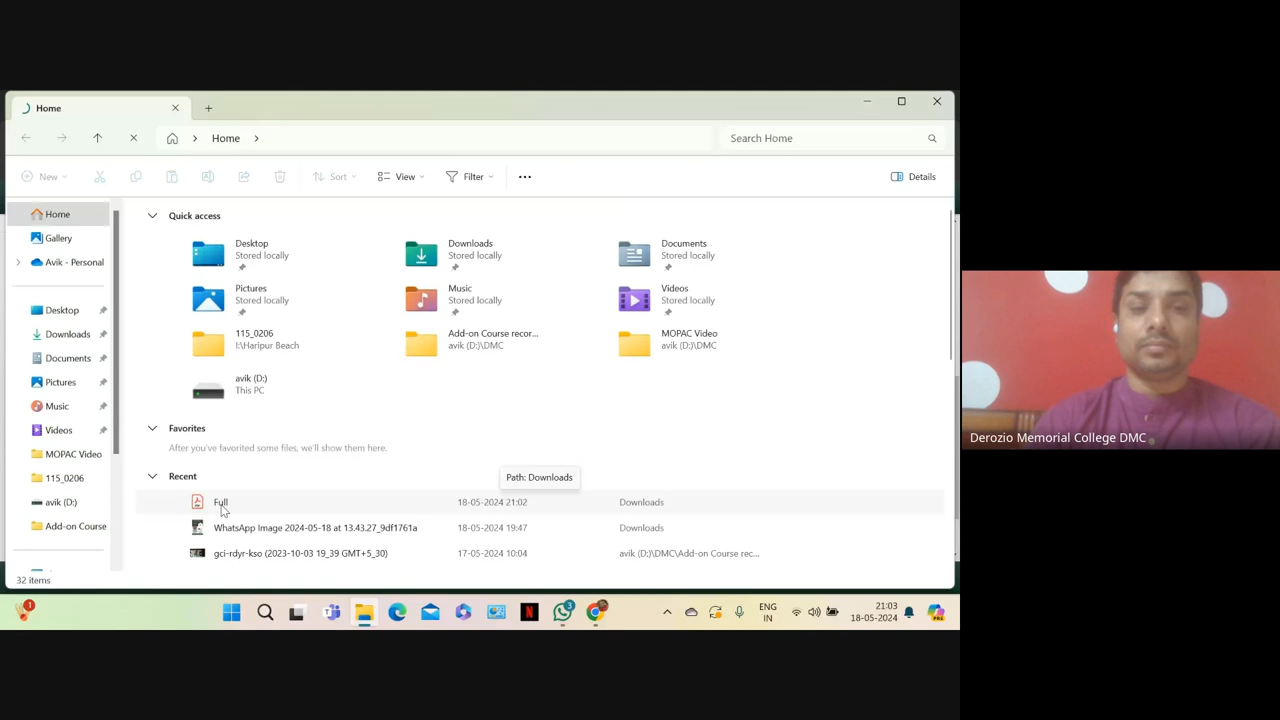 Home
Home
Search Home
New
Sort
View
Filter
Details
Home
Gallery
Avik - Personal
Desktop
Downloads
Documents
Pictures
Music
Videos
MOPAC Video
115_0206
avik (D:)
Add-on Course
Quick access
Desktop
Stored locally
Downloads
Stored locally
Documents
Stored locally
Pictures
Stored locally
Music
Stored locally
Videos
Stored locally
115_0206
I:\Haripur Beach
Add-on Course recor...
avik (D:)\DMC
MOPAC Video
avik (D:)\DMC
avik (D:)
This PC
Favorites
After you've favorited some files, we'll show them here.
Recent
Path: Downloads
Full 18-05-2024 21:02 Downloads
WhatsApp Image 2024-05-18 at 13.43.27_9df1761a 18-05-2024 19:47 Downloads
gci-rdyr-kso (2023-10-03 19_39 GMT+5_30) 17-05-2024 10:04 avik (D:)\DMC\Add-on Course rec...
32 items
1
N
3
ENG
IN
21:03
18-05-2024
PRE
Derozio Memorial College DMC